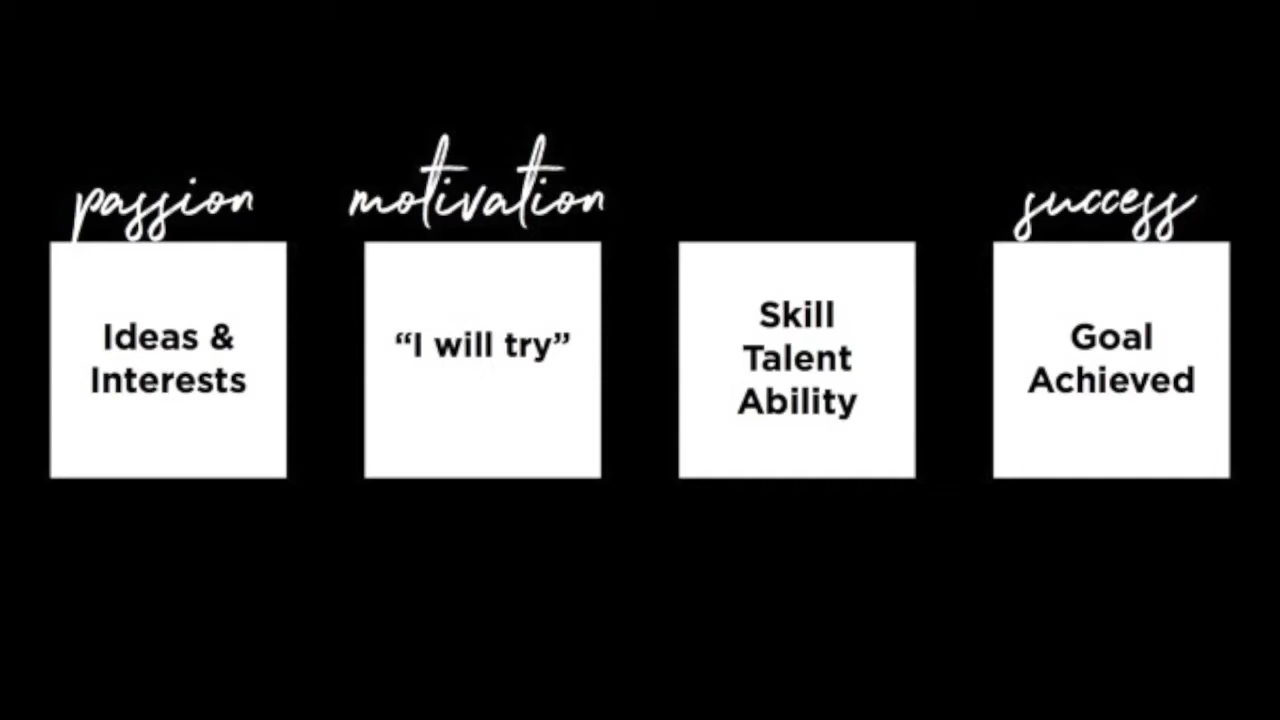 passion
Ideas &
Interests
motivation
“I will try”
Skill
Talent
Ability
success
Goal
Achieved